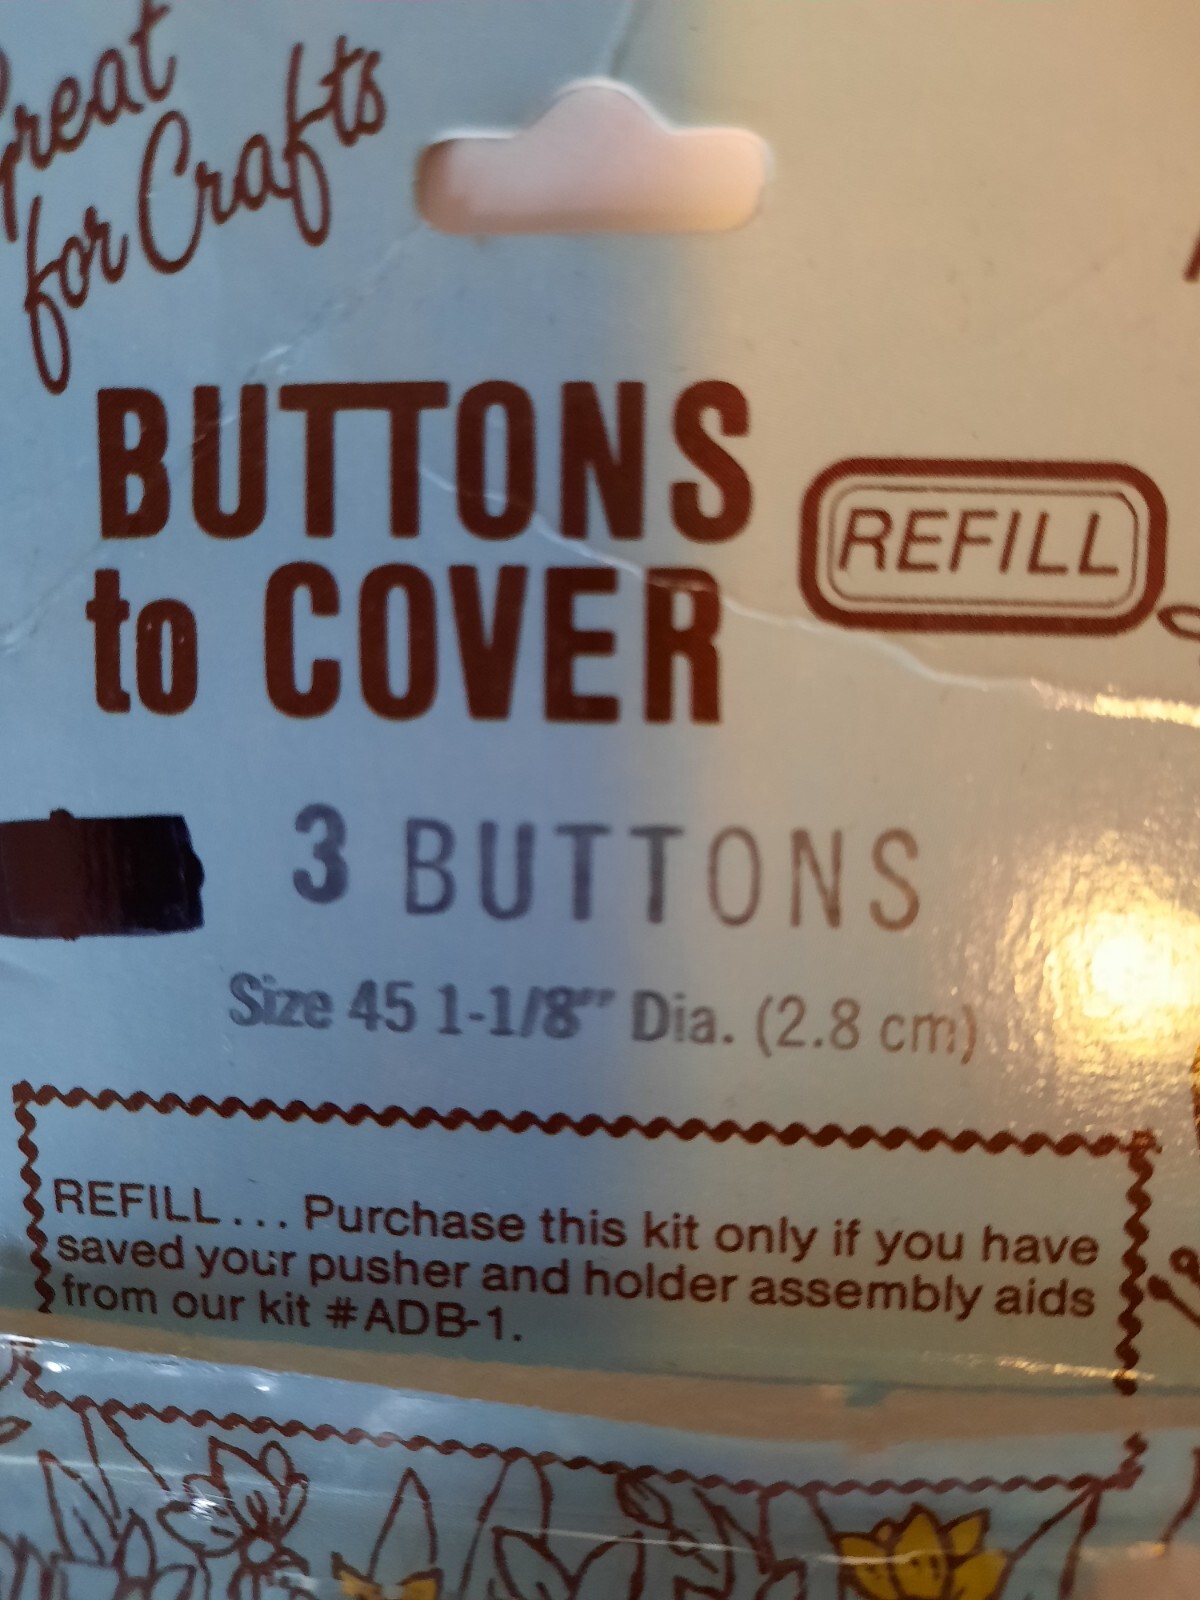 Great
for Crafts
BUTTONS
to COVER
REFILL
3 BUTTONS
Size 45 1-1/8" Dia. (2.8 cm)
REFILL... Purchase this kit only if you have
saved your pusher and holder assembly aids
from our kit #ADB-1.